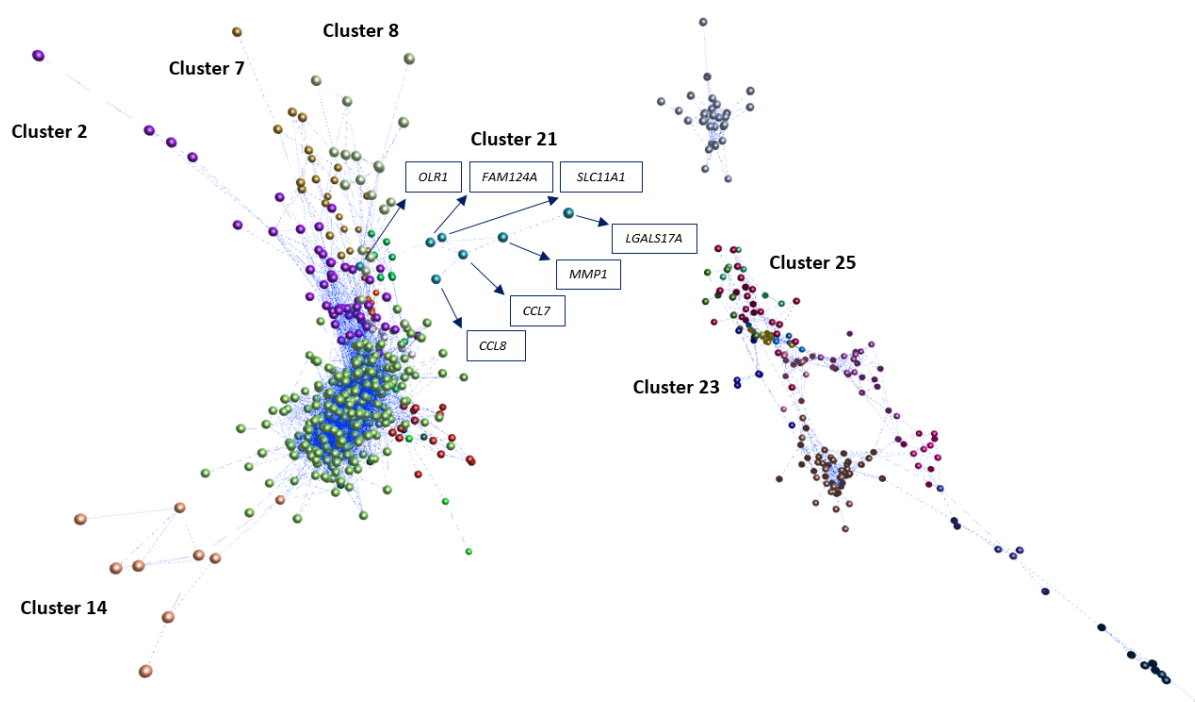 Cluster 8
Cluster 7
Cluster 2
Cluster 21
OLR1
FAM124A
SLC11A1
LGALS17A
MMP1
CCL7
CCL8
Cluster 25
Cluster 23
Cluster 14